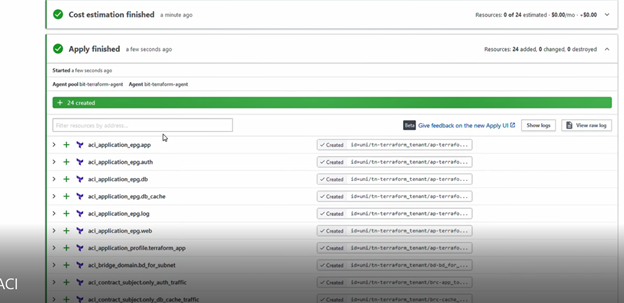 Cost estimation finished a minute ago Resources: 0 of 24 estimated · $0.00/mo · +$0.00
Apply finished a few seconds ago Resources: 24 added, 0 changed, 0 destroyed
Started a few seconds ago
Agent pool bit-terraform-agent Agent bit-terraform-agent
+ 24 created
Filter resources by address... Beta Give feedback on the new Apply UI Show logs View raw log
aci_application_epg.app Created id=uni/tn-terraform_tenant/ap-terrafo...
aci_application_epg.auth Created id=uni/tn-terraform_tenant/ap-terrafo...
aci_application_epg.db Created id=uni/tn-terraform_tenant/ap-terrafo...
aci_application_epg.db_cache Created id=uni/tn-terraform_tenant/ap-terrafo...
aci_application_epg.log Created id=uni/tn-terraform_tenant/ap-terrafo...
aci_application_epg.web Created id=uni/tn-terraform_tenant/ap-terrafo...
aci_application_profile.terraform_app Created id=uni/tn-terraform_tenant/ap-terrafo...
ACI
aci_bridge_domain.bd_for_subnet Created id=uni/tn-terraform_tenant/bd-bd_for_...
aci_contract_subject.only_auth_traffic Created id=uni/tn-terraform_tenant/brc-app_to...
aci_contract_subject.only_db_cache_traffic Created id=uni/tn-terraform_tenant/brc-cache_...